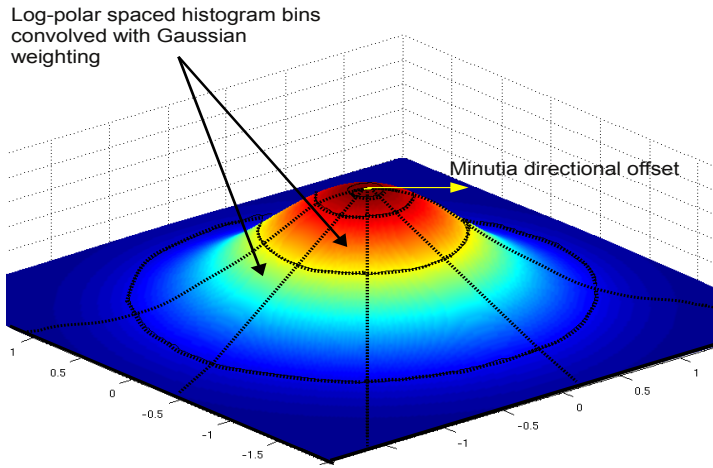 Log-polar spaced histogram bins
convolved with Gaussian
weighting
Minutia directional offset
1
0.5
0
-0.5
-1
-1.5
-1
-0.5
0
0.5
1